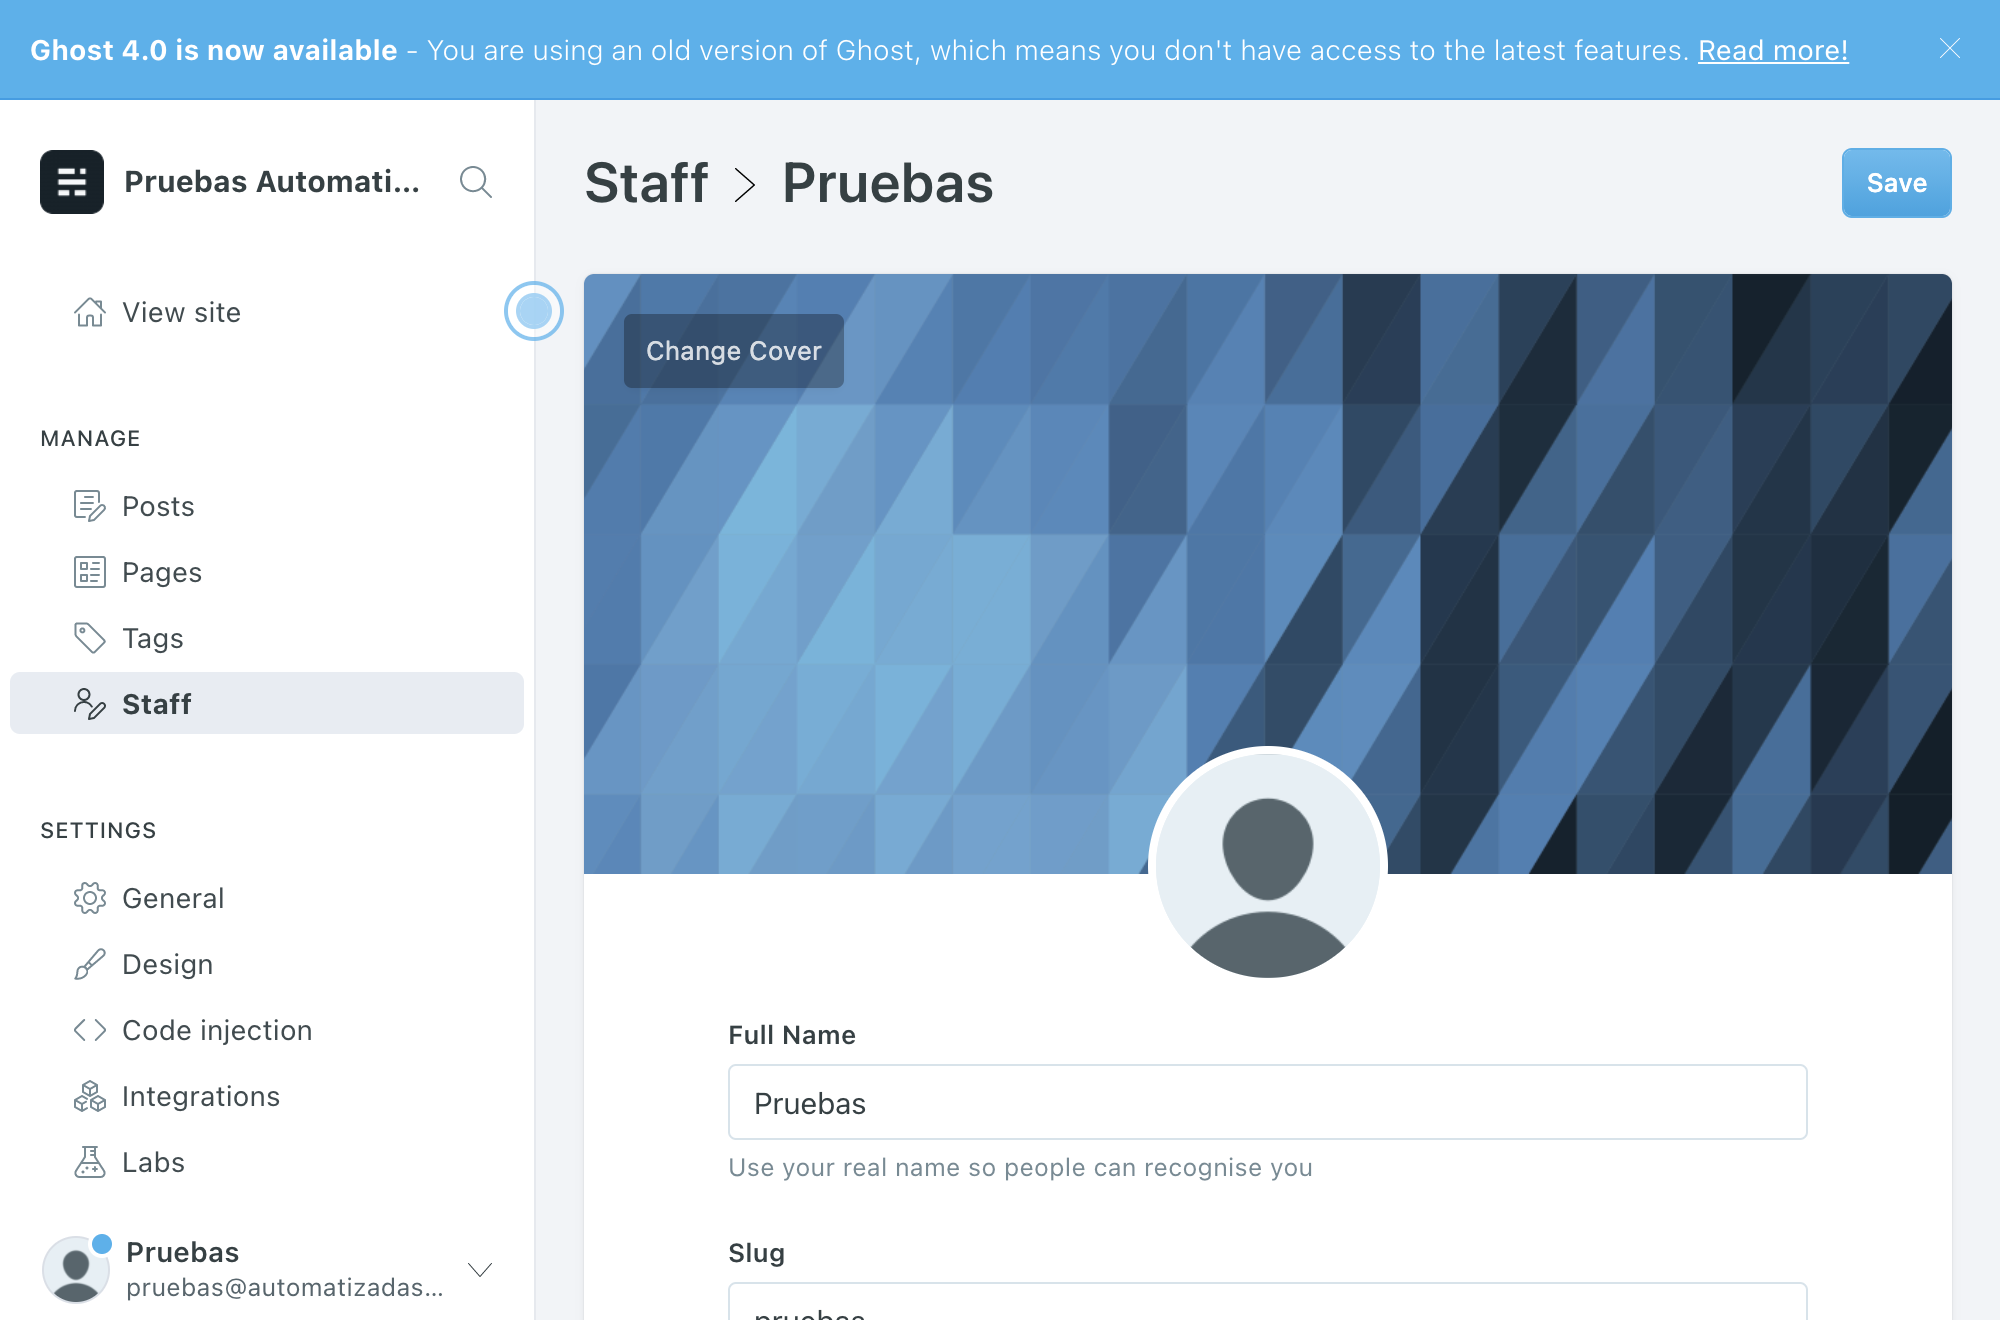 Ghost 4.0 is now available - You are using an old version of Ghost, which means you don't have access to the latest features. Read more!
Pruebas Automati...
View site
MANAGE
Posts
Pages
Tags
Staff
SETTINGS
General
Design
Code injection
Integrations
Labs
Pruebas
pruebas@automatizadas...
Staff > Pruebas
Save
Change Cover
Full Name
Pruebas
Use your real name so people can recognise you
Slug
pruebas